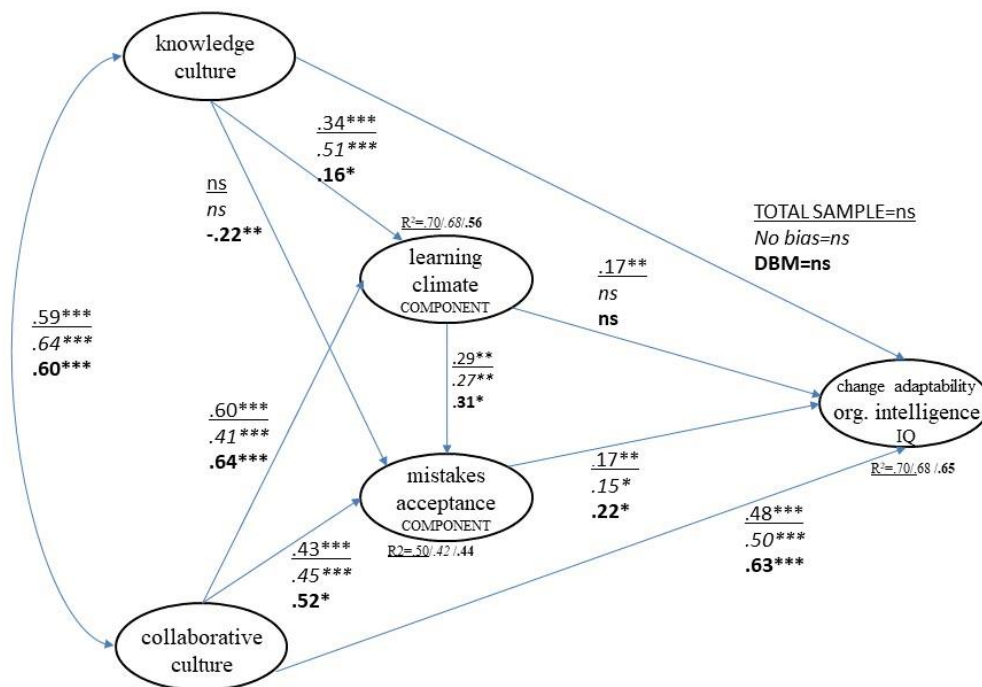 knowledge
culture
.34***
.51***
.16*
ns
ns
-.22**
R²=.70/.68/.56
TOTAL SAMPLE=ns
No bias=ns
DBM=ns
learning
climate
COMPONENT
.17**
ns
ns
.59***
.64***
.60***
.29**
.27**
.31*
change adaptability
org. intelligence
IQ
R²=.70/.68 /.65
.60***
.41***
.64***
mistakes
acceptance
COMPONENT
R2=.50/.42 /.44
.17**
.15*
.22*
.48***
.50***
.63***
.43***
.45***
.52*
collaborative
culture